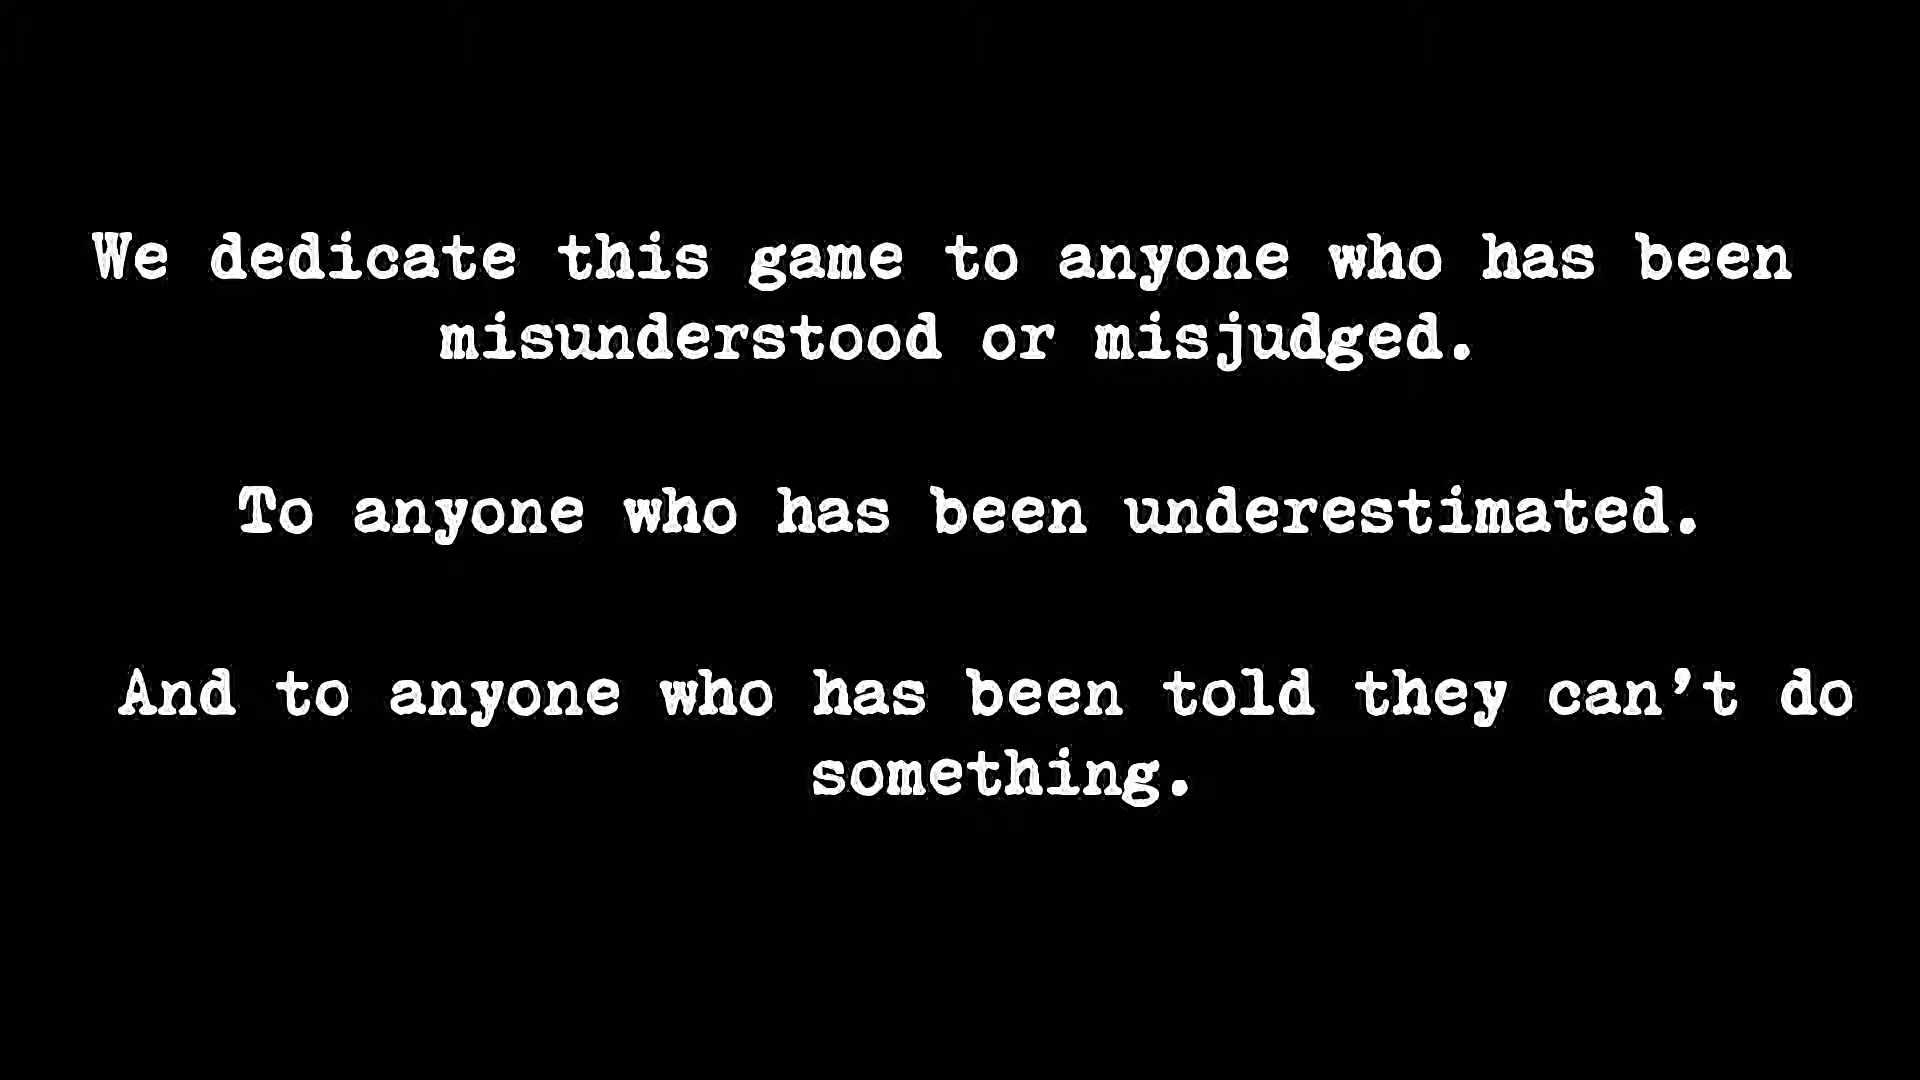 We dedicate this game to anyone who has been
misunderstood or misjudged.
To anyone who has been underestimated.
And to anyone who has been told they can’t do
something.